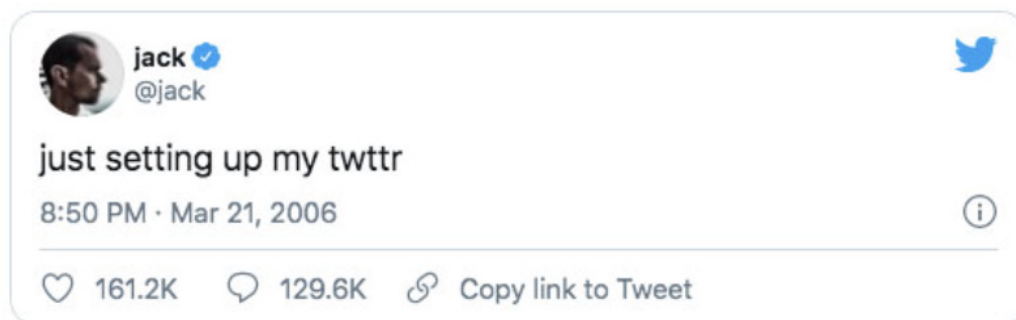 jack
@jack
just setting up my twttr
8:50 PM · Mar 21, 2006
161.2K 129.6K Copy link to Tweet